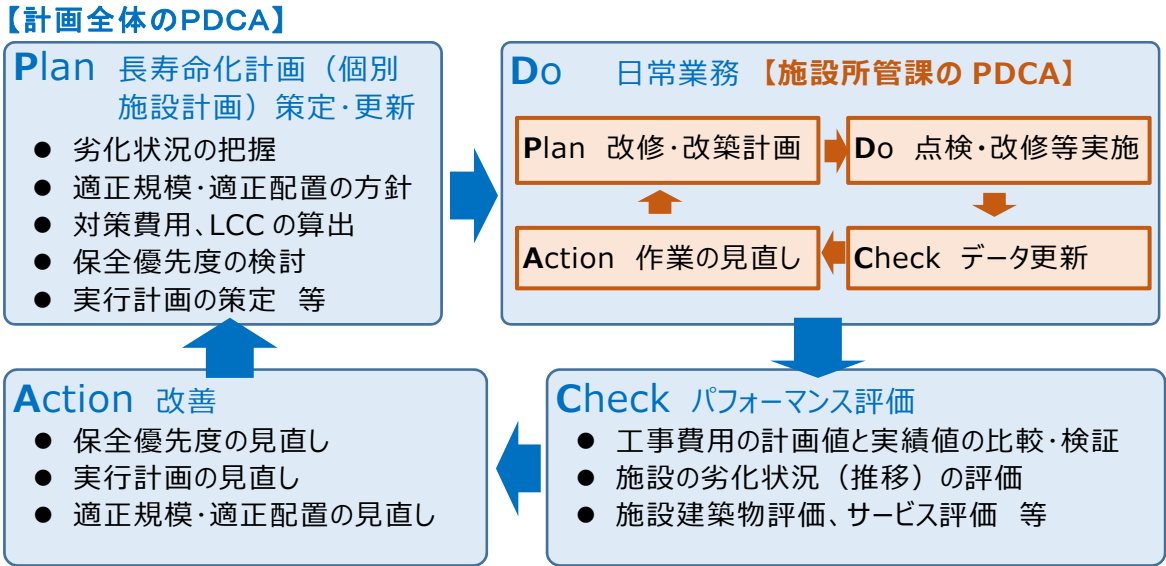 【計画全体のPDCA】
Plan 長寿命化計画（個別
施設計画）策定・更新
● 劣化状況の把握
● 適正規模・適正配置の方針
● 対策費用、LCCの算出
● 保全優先度の検討
● 実行計画の策定 等
Do 日常業務【施設所管課の PDCA】
Plan 改修・改築計画
Do 点検・改修等実施
Action 作業の見直し
Check データ更新
Action 改善
● 保全優先度の見直し
● 実行計画の見直し
● 適正規模・適正配置の見直し
Check パフォーマンス評価
● 工事費用の計画値と実績値の比較・検証
● 施設の劣化状況（推移）の評価
● 施設建築物評価、サービス評価 等